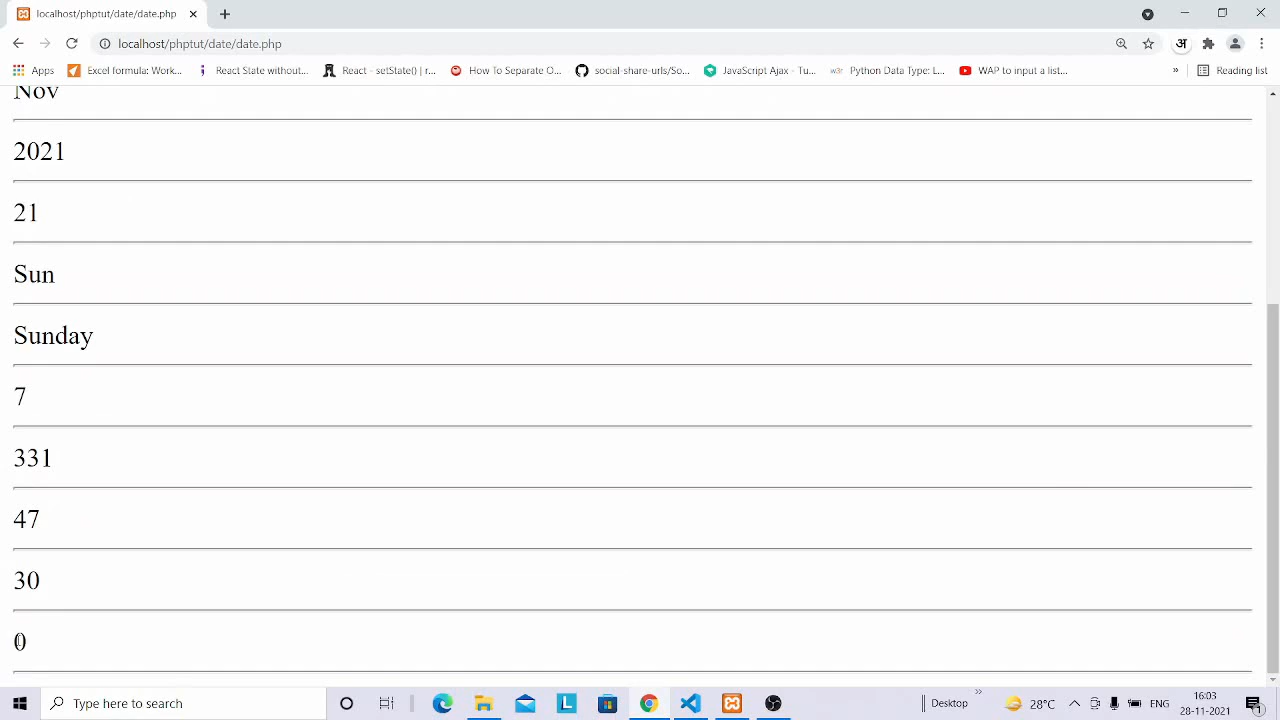 localhost/phptut/date/date.php
localhost/phptut/date/date.php
अ
Apps
Excel formula: Work...
React State without...
React - setState() | r...
How To Separate O...
social-share-urls/So...
JavaScript Ajax - Tu...
w3r
Python Data Type: L...
WAP to input a list...
»
Reading list
Nov
2021
21
Sun
Sunday
7
331
47
30
0
Type here to search
L
Desktop
»
28°C
ENG
16:03
28-11-2021
1